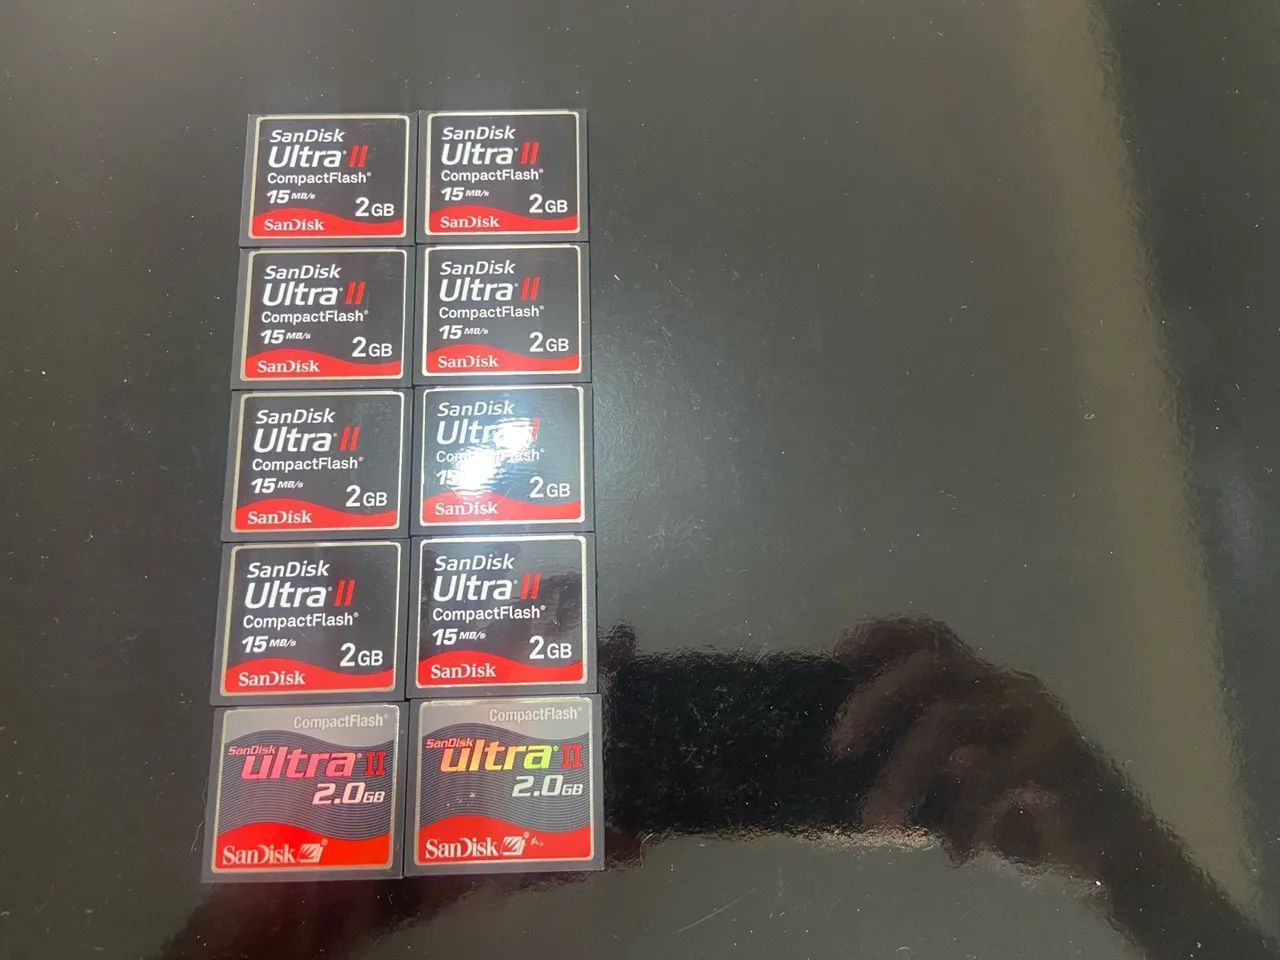 SanDisk
Ultra II
CompactFlash®
15 MB/s
2GB
SanDisk
SanDisk
Ultra II
CompactFlash®
15 MB/s
2GB
SanDisk
SanDisk
Ultra II
CompactFlash®
15 MB/s
2GB
SanDisk
SanDisk
Ultra II
CompactFlash®
15 MB/s
2GB
SanDisk
SanDisk
Ultra II
CompactFlash®
15 MB/s
2GB
SanDisk
SanDisk
15
2GB
SanDisk
SanDisk
Ultra II
CompactFlash®
15 MB/s
2GB
SanDisk
SanDisk
Ultra II
CompactFlash®
15 MB/s
2GB
SanDisk
CompactFlash®
SanDisk
ultra II
2.0GB
SanDisk
CompactFlash®
SanDisk
ultra II
2.0GB
SanDisk